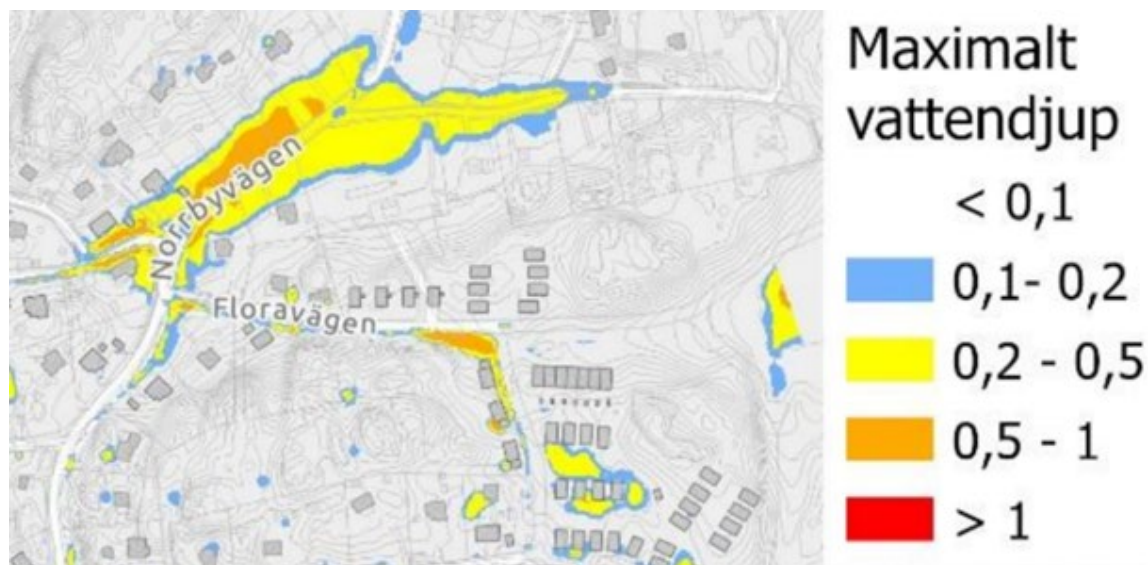 Norrbyvägen
Floravägen
Maximalt
vattendjup
< 0,1
0,1- 0,2
0,2 - 0,5
0,5 - 1
> 1